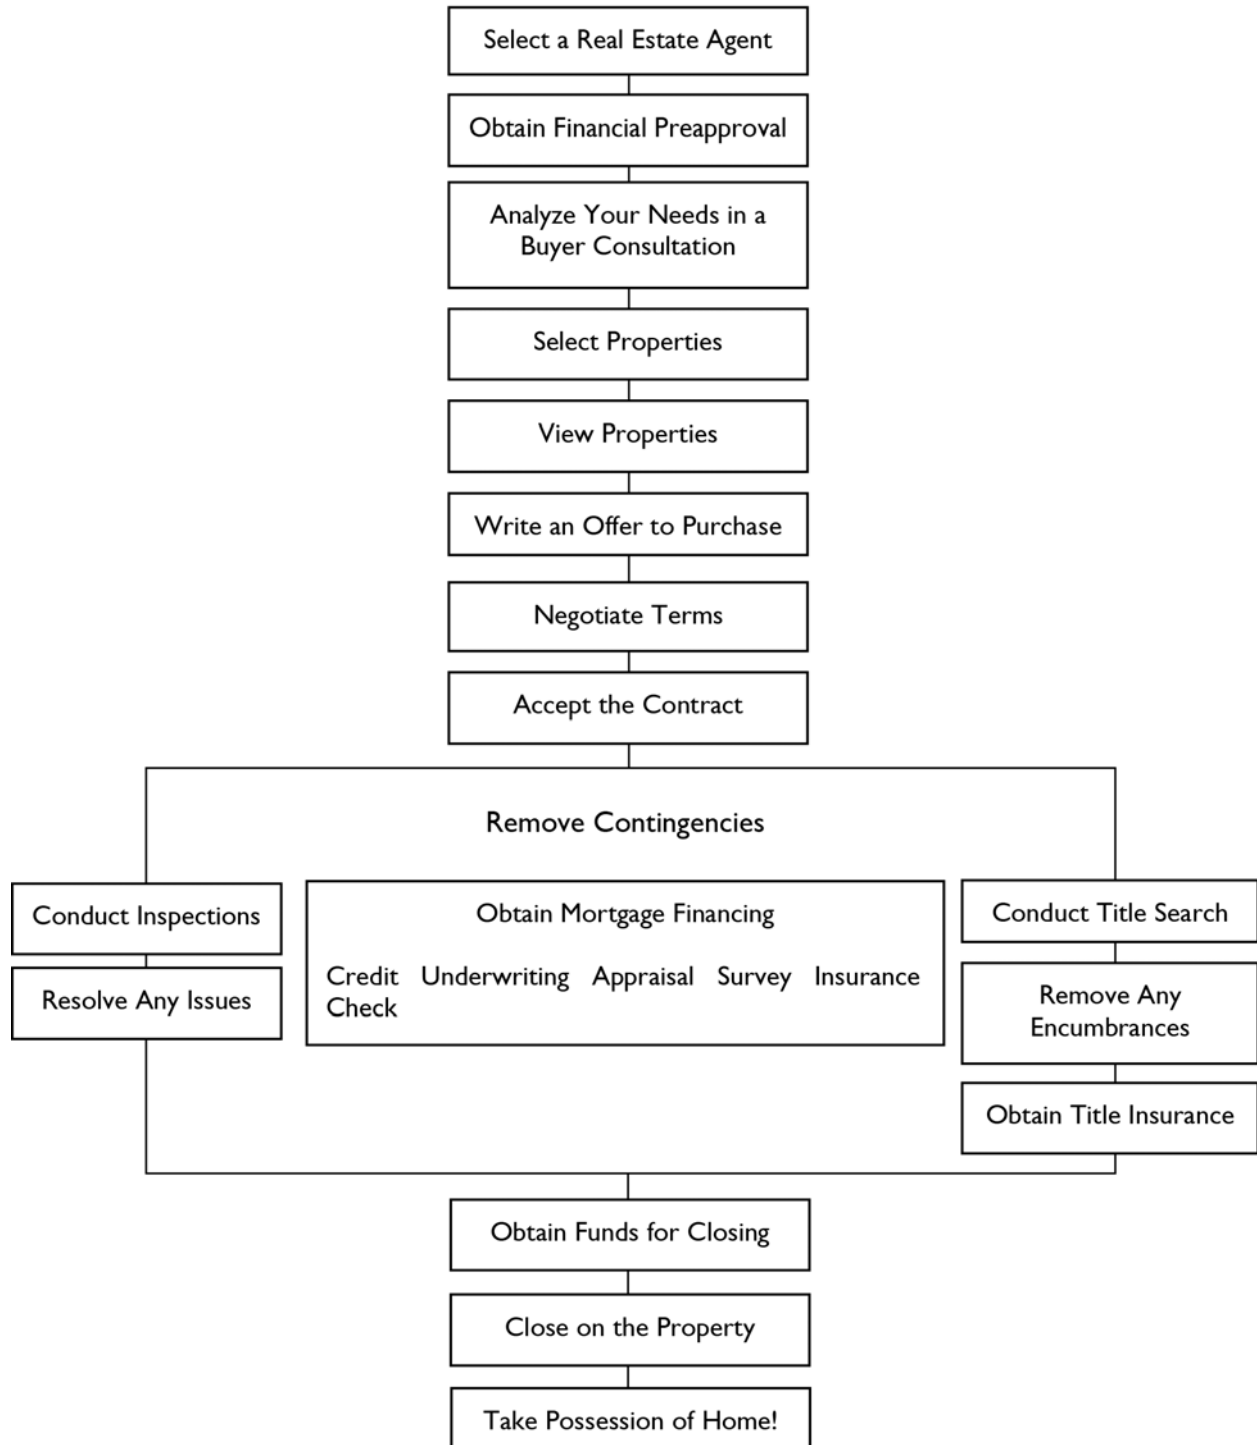 Select a Real Estate Agent
Obtain Financial Preapproval
Analyze Your Needs in a
Buyer Consultation
Select Properties
View Properties
Write an Offer to Purchase
Negotiate Terms
Accept the Contract
Remove Contingencies
Conduct Inspections
Resolve Any Issues
Obtain Mortgage Financing
Credit Underwriting Appraisal Survey Insurance
Check
Conduct Title Search
Remove Any
Encumbrances
Obtain Title Insurance
Obtain Funds for Closing
Close on the Property
Take Possession of Home!